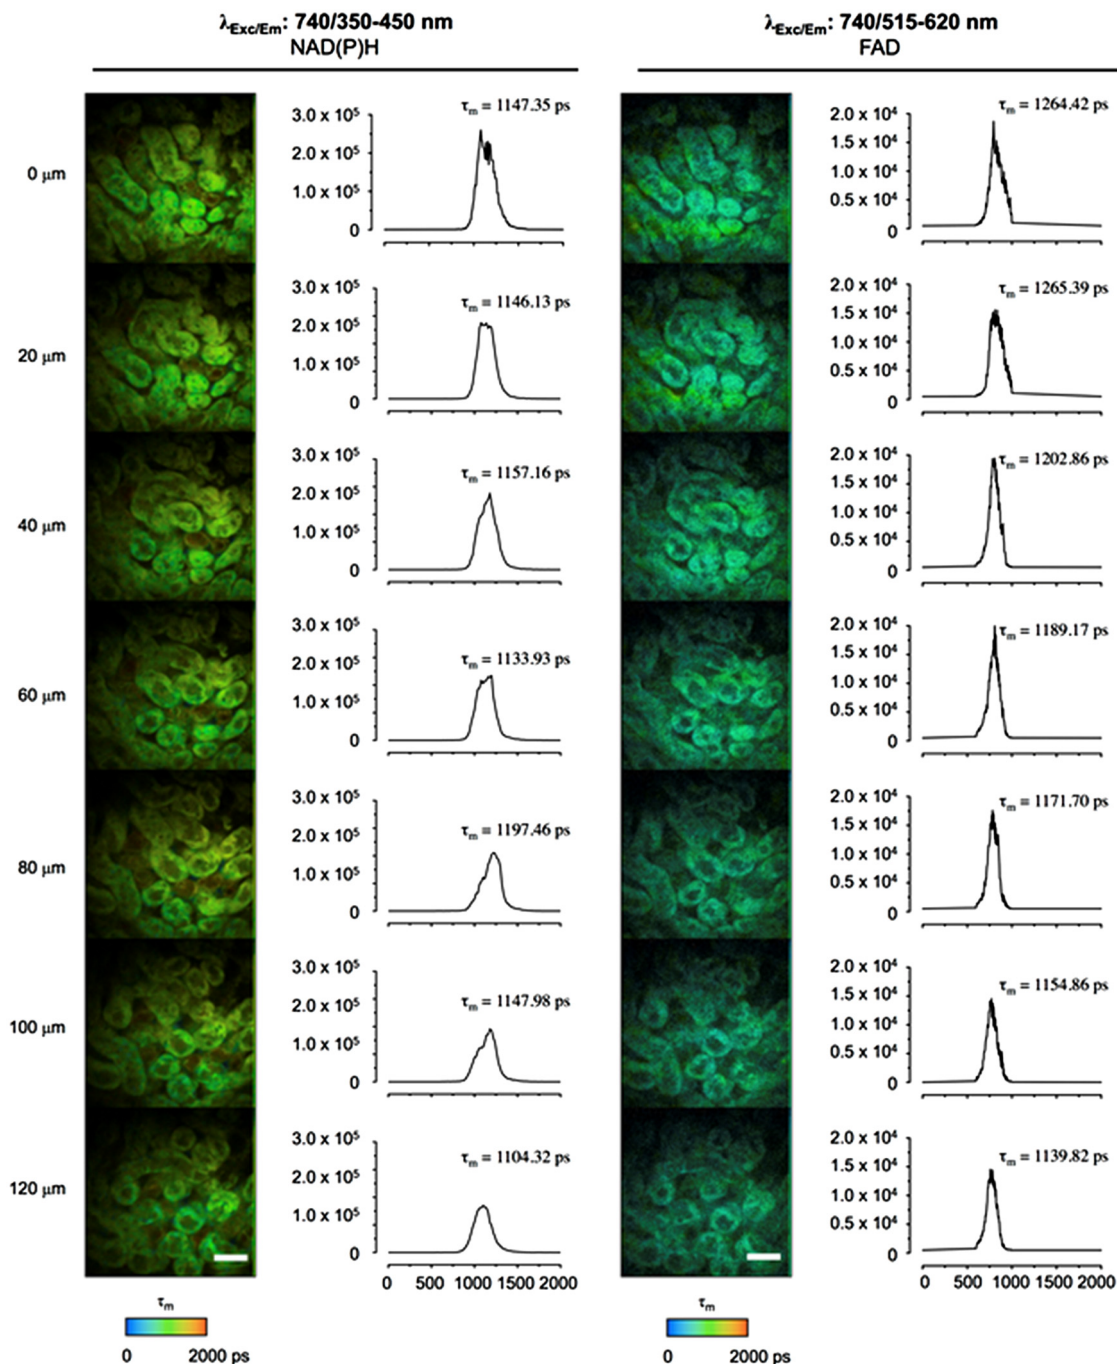 λExc/Em: 740/350-450 nm
NAD(P)H
λExc/Em: 740/515-620 nm
FAD
0 μm
3.0 x 10⁵
2.0 x 10⁵
1.0 x 10⁵
0
τm = 1147.35 ps
2.0 x 10⁴
1.5 x 10⁴
1.0 x 10⁴
0.5 x 10⁴
0
τm = 1264.42 ps
20 μm
3.0 x 10⁵
2.0 x 10⁵
1.0 x 10⁵
0
τm = 1146.13 ps
2.0 x 10⁴
1.5 x 10⁴
1.0 x 10⁴
0.5 x 10⁴
0
τm = 1265.39 ps
40 μm
3.0 x 10⁵
2.0 x 10⁵
1.0 x 10⁵
0
τm = 1157.16 ps
2.0 x 10⁴
1.5 x 10⁴
1.0 x 10⁴
0.5 x 10⁴
0
τm = 1202.86 ps
60 μm
3.0 x 10⁵
2.0 x 10⁵
1.0 x 10⁵
0
τm = 1133.93 ps
2.0 x 10⁴
1.5 x 10⁴
1.0 x 10⁴
0.5 x 10⁴
0
τm = 1189.17 ps
80 μm
3.0 x 10⁵
2.0 x 10⁵
1.0 x 10⁵
0
τm = 1197.46 ps
2.0 x 10⁴
1.5 x 10⁴
1.0 x 10⁴
0.5 x 10⁴
0
τm = 1171.70 ps
100 μm
3.0 x 10⁵
2.0 x 10⁵
1.0 x 10⁵
0
τm = 1147.98 ps
2.0 x 10⁴
1.5 x 10⁴
1.0 x 10⁴
0.5 x 10⁴
0
τm = 1154.86 ps
120 μm
3.0 x 10⁵
2.0 x 10⁵
1.0 x 10⁵
0
τm = 1104.32 ps
2.0 x 10⁴
1.5 x 10⁴
1.0 x 10⁴
0.5 x 10⁴
0
τm = 1139.82 ps
0 500 1000 1500 2000
0 500 1000 1500 2000
τm
0 2000 ps
τm
0 2000 ps